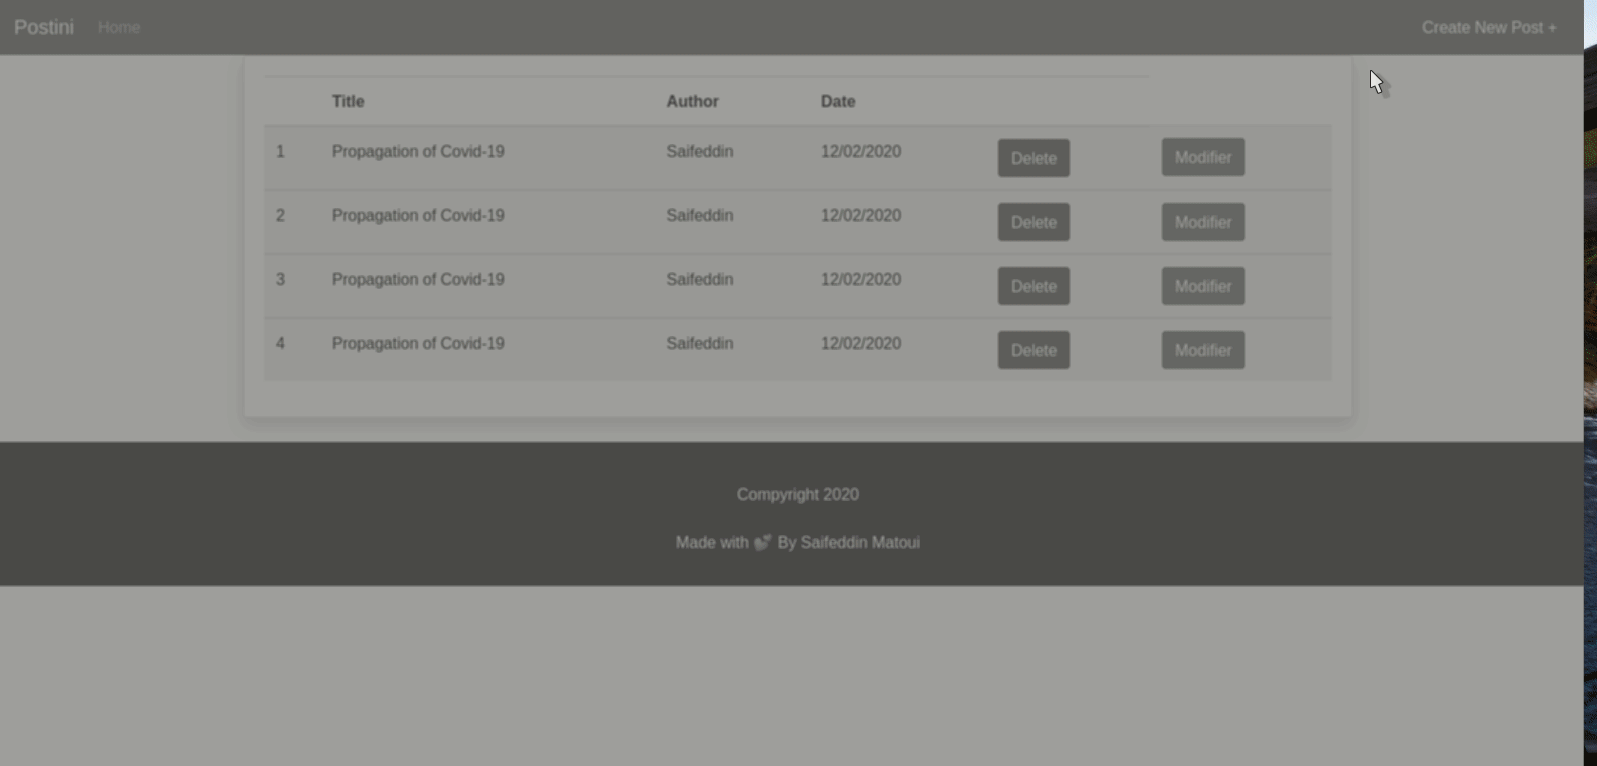 Postini Home Create New Post +
Title Author Date
1 Propagation of Covid-19 Saifeddin 12/02/2020 Delete Modifier
2 Propagation of Covid-19 Saifeddin 12/02/2020 Delete Modifier
3 Propagation of Covid-19 Saifeddin 12/02/2020 Delete Modifier
4 Propagation of Covid-19 Saifeddin 12/02/2020 Delete Modifier
Compyright 2020
Made with 💕 By Saifeddin Matoui